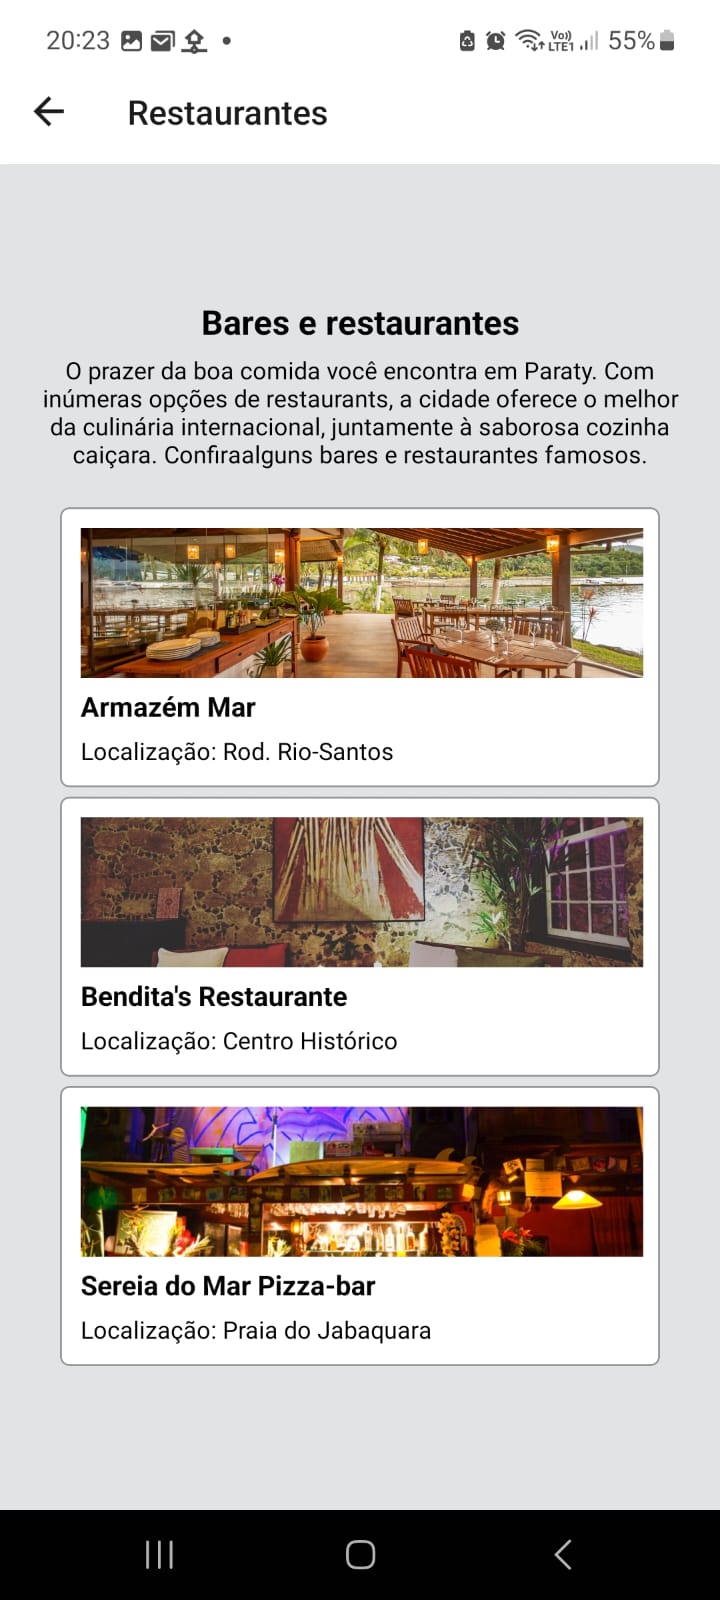 20:23
Vo))
LTE1
55%
Restaurantes
Bares e restaurantes
O prazer da boa comida você encontra em Paraty. Com
inúmeras opções de restaurants, a cidade oferece o melhor
da culinária internacional, juntamente à saborosa cozinha
caiçara. Confiraalguns bares e restaurantes famosos.
Armazém Mar
Localização: Rod. Rio-Santos
Bendita's Restaurante
Localização: Centro Histórico
Sereia do Mar Pizza-bar
Localização: Praia do Jabaquara